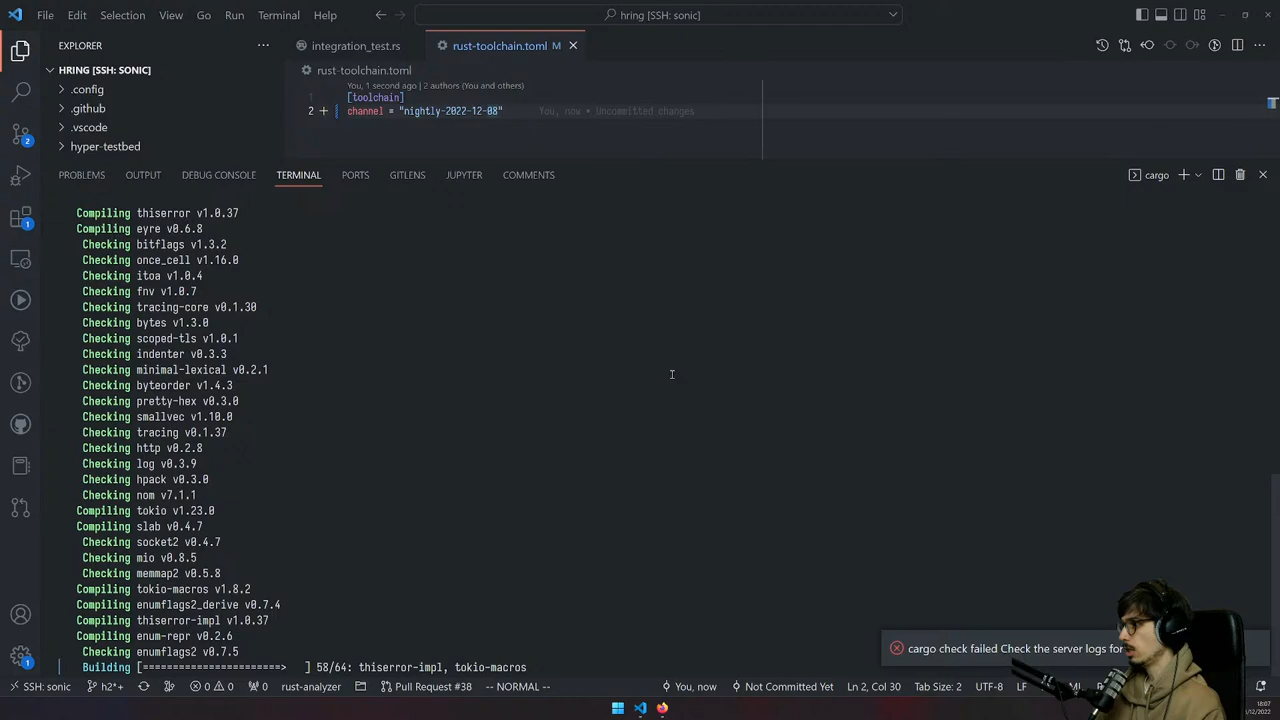 File Edit Selection View Go Run Terminal Help
hring [SSH: sonic]
EXPLORER
integration_test.rs
rust-toolchain.toml M
HRING [SSH: SONIC]
rust-toolchain.toml
.config
You, 1 second ago | 2 authors (You and others)
1 [toolchain]
.github
2 channel = "nightly-2022-12-08" You, now • Uncommitted changes
.vscode
hyper-testbed
2
1
1
PROBLEMS OUTPUT DEBUG CONSOLE TERMINAL PORTS GITLENS JUPYTER COMMENTS
cargo
Compiling thiserror v1.0.37
Compiling eyre v0.6.8
Checking bitflags v1.3.2
Checking once_cell v1.16.0
Checking itoa v1.0.4
Checking fnv v1.0.7
Checking tracing-core v0.1.30
Checking bytes v1.3.0
Checking scoped-tls v1.0.1
Checking indenter v0.3.3
Checking minimal-lexical v0.2.1
Checking byteorder v1.4.3
Checking pretty-hex v0.3.0
Checking smallvec v1.10.0
Checking tracing v0.1.37
Checking http v0.2.8
Checking log v0.3.9
Checking hpack v0.3.0
Checking nom v7.1.1
Compiling tokio v1.23.0
Compiling slab v0.4.7
Checking socket2 v0.4.7
Checking mio v0.8.5
Checking memmap2 v0.5.8
Compiling tokio-macros v1.8.2
Compiling enumflags2_derive v0.7.4
Compiling thiserror-impl v1.0.37
Compiling enum-repr v0.2.6
Checking enumflags2 v0.7.5
Building [=======================> ] 58/64: thiserror-impl, tokio-macros
cargo check failed Check the server logs for
SSH: sonic h2*+ 0 0 0 rust-analyzer Pull Request #38 -- NORMAL -- You, now Not Committed Yet Ln 2, Col 30 Tab Size: 2 UTF-8 LF
18:07
/12/2022